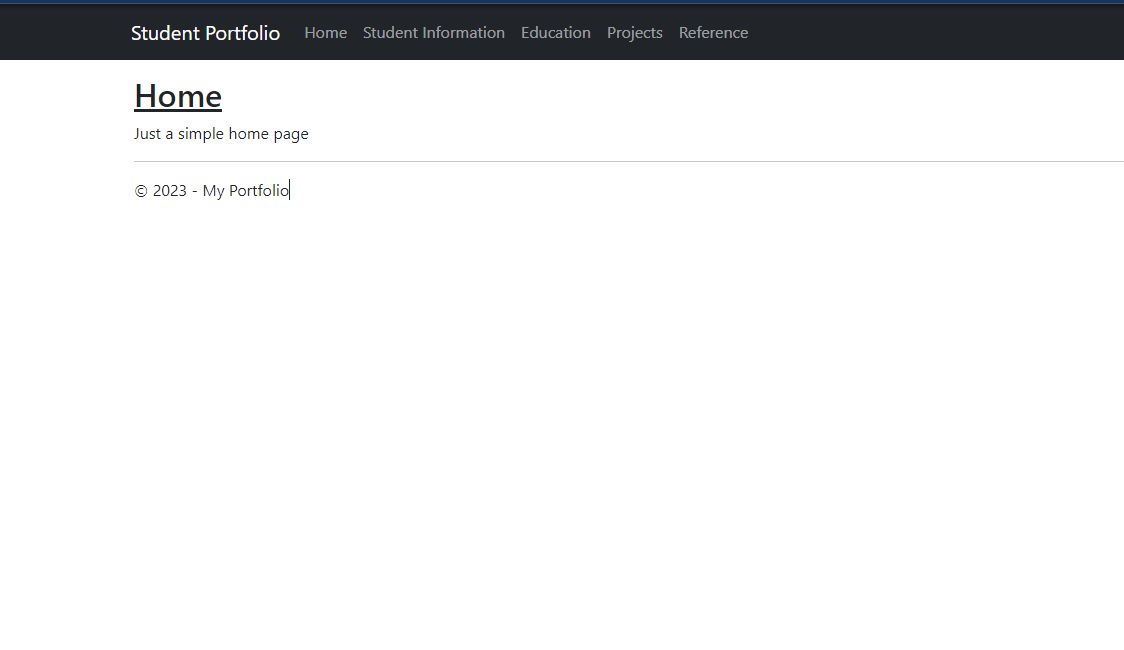 Student Portfolio Home Student Information Education Projects Reference
Home
Just a simple home page
© 2023 - My Portfolio